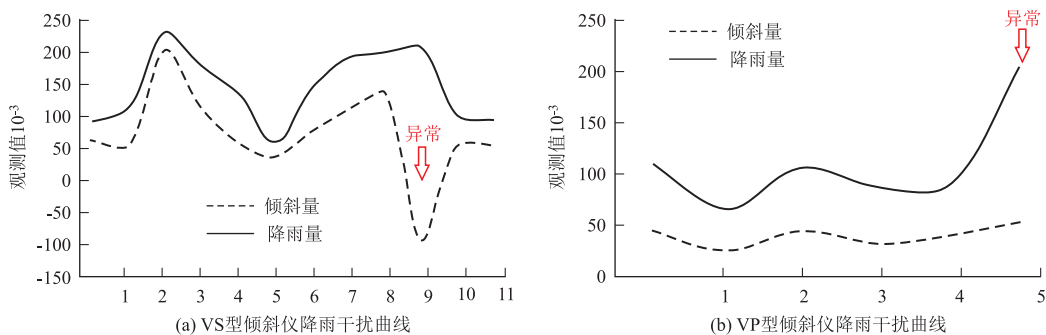 250
200
150
100
50
0
-50
-100
-150
观测值10-3
异常
倾斜量
降雨量
1 2 3 4 5 6 7 8 9 10 11
(a) VS型倾斜仪降雨干扰曲线
250
200
150
100
50
0
观测值10-3
异常
倾斜量
降雨量
1 2 3 4 5
(b) VP型倾斜仪降雨干扰曲线